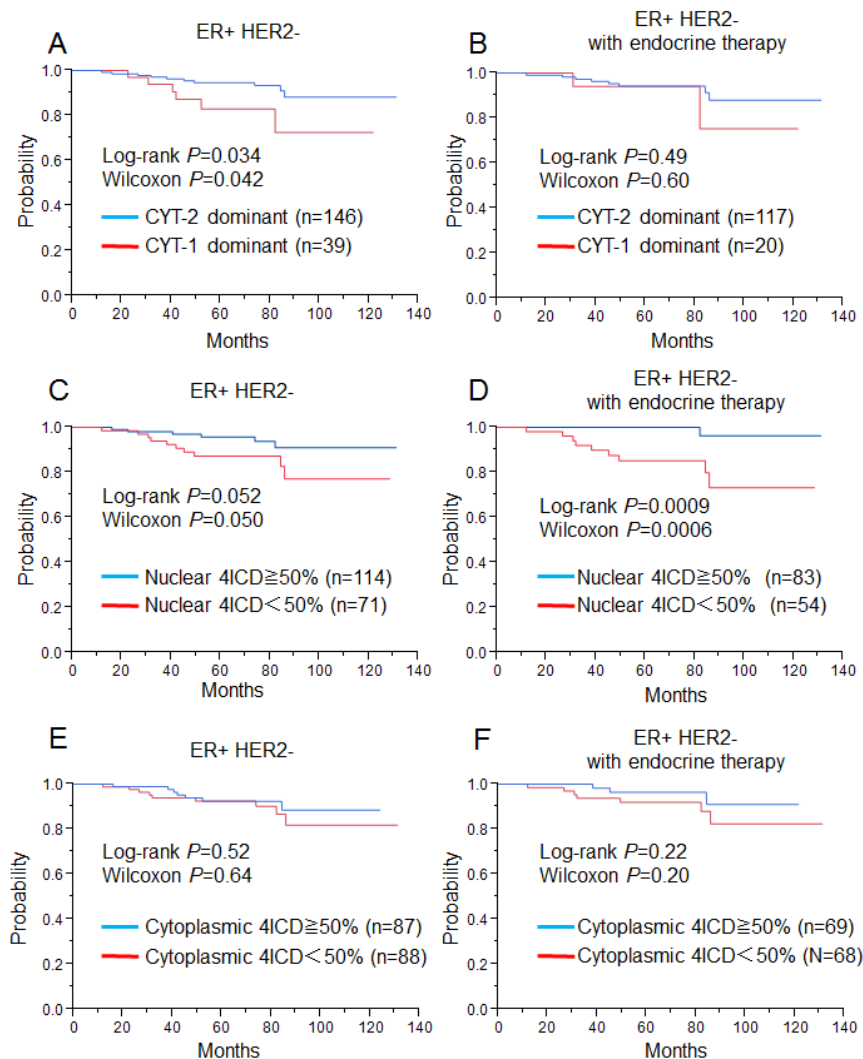 A
ER+ HER2-
1.0
0.8
0.6
0.4
0.2
0.0
Probability
Log-rank P=0.034
Wilcoxon P=0.042
CYT-2 dominant (n=146)
CYT-1 dominant (n=39)
0 20 40 60 80 100 120 140
Months
B
ER+ HER2-
with endocrine therapy
1.0
0.8
0.6
0.4
0.2
0.0
Probability
Log-rank P=0.49
Wilcoxon P=0.60
CYT-2 dominant (n=117)
CYT-1 dominant (n=20)
0 20 40 60 80 100 120 140
Months
C
ER+ HER2-
1.0
0.8
0.6
0.4
0.2
0.0
Probability
Log-rank P=0.052
Wilcoxon P=0.050
Nuclear 4ICD≧50% (n=114)
Nuclear 4ICD<50% (n=71)
0 20 40 60 80 100 120 140
Months
D
ER+ HER2-
with endocrine therapy
1.0
0.8
0.6
0.4
0.2
0.0
Probability
Log-rank P=0.0009
Wilcoxon P=0.0006
Nuclear 4ICD≧50% (n=83)
Nuclear 4ICD<50% (n=54)
0 20 40 60 80 100 120 140
Months
E
ER+ HER2-
1.0
0.8
0.6
0.4
0.2
0.0
Probability
Log-rank P=0.52
Wilcoxon P=0.64
Cytoplasmic 4ICD≧50% (n=87)
Cytoplasmic 4ICD<50% (n=88)
0 20 40 60 80 100 120 140
Months
F
ER+ HER2-
with endocrine therapy
1.0
0.8
0.6
0.4
0.2
0.0
Probability
Log-rank P=0.22
Wilcoxon P=0.20
Cytoplasmic 4ICD≧50% (n=69)
Cytoplasmic 4ICD<50% (N=68)
0 20 40 60 80 100 120 140
Months